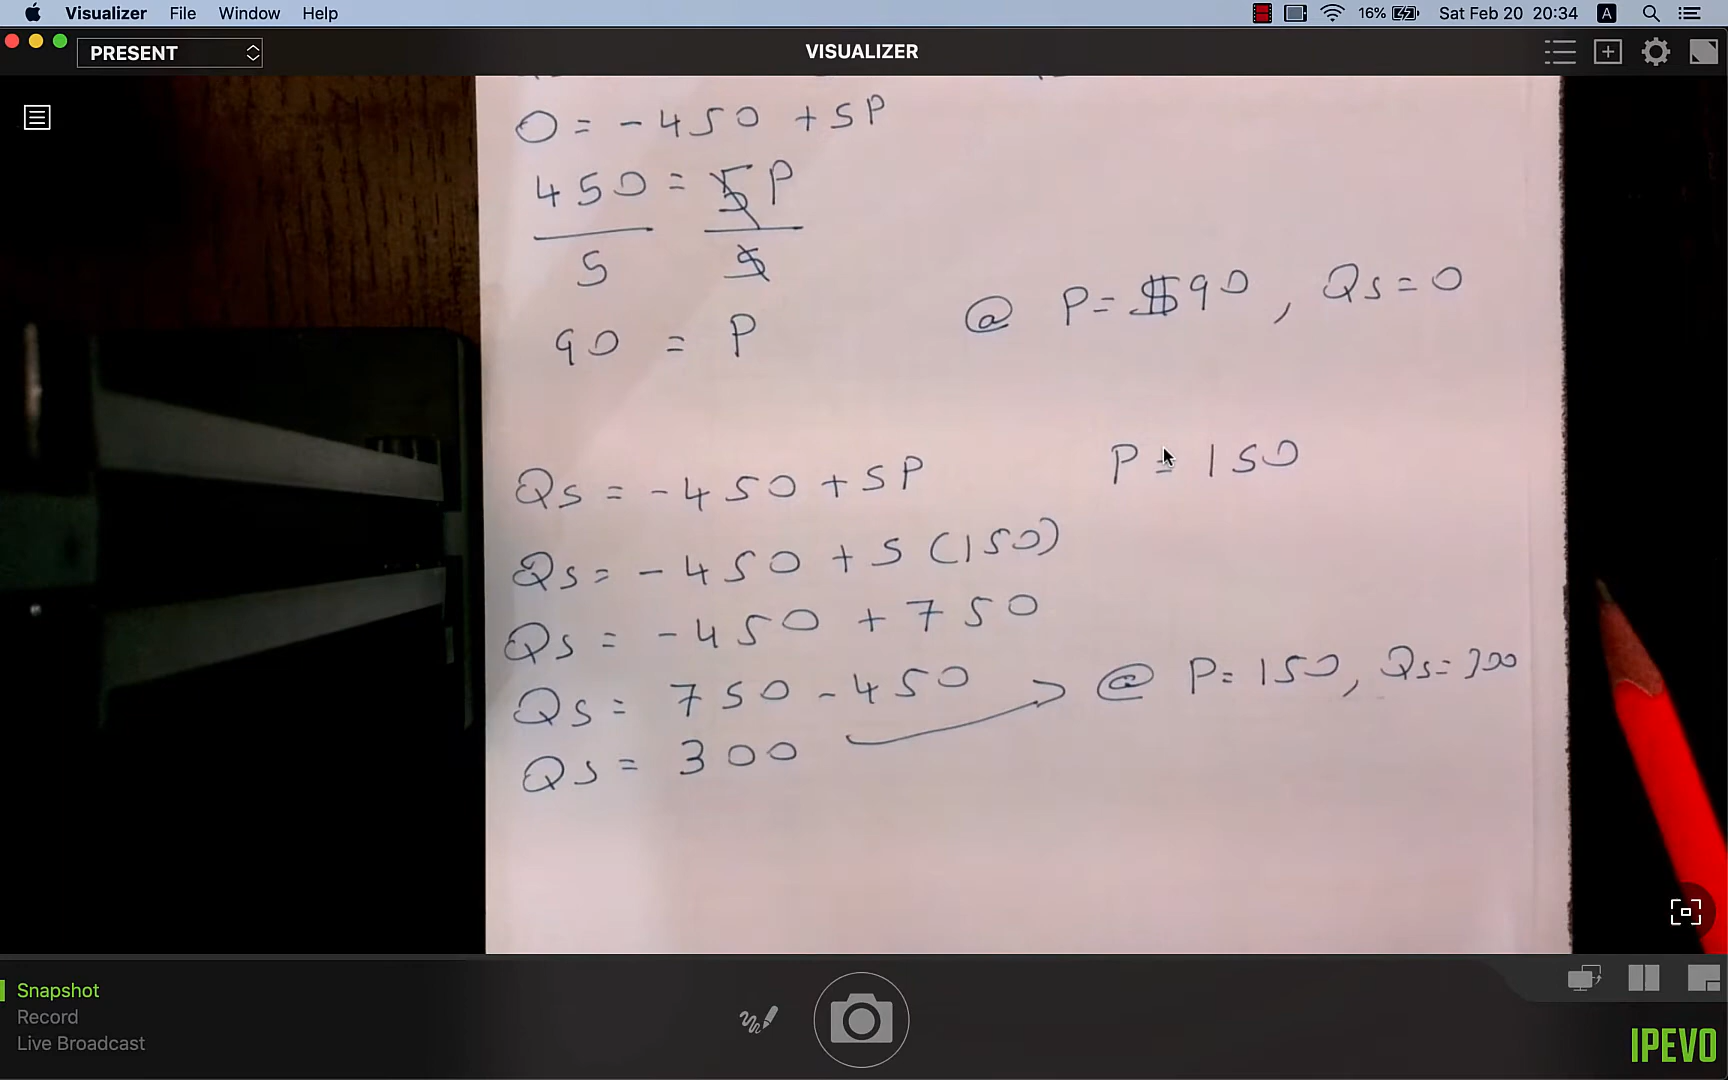 Visualizer File Window Help 16% Sat Feb 20 20:34 A
PRESENT VISUALIZER
0 = -450 + 5P
450 = 5P
5 5
90 = P
@ P = $90, Qs = 0
P = 150
Qs = -450 + 5P
Qs = -450 + 5 (150)
Qs = -450 + 750
Qs = 750 - 450
@ P = 150, Qs = 300
Qs = 300
Snapshot
Record
Live Broadcast
IPEVO